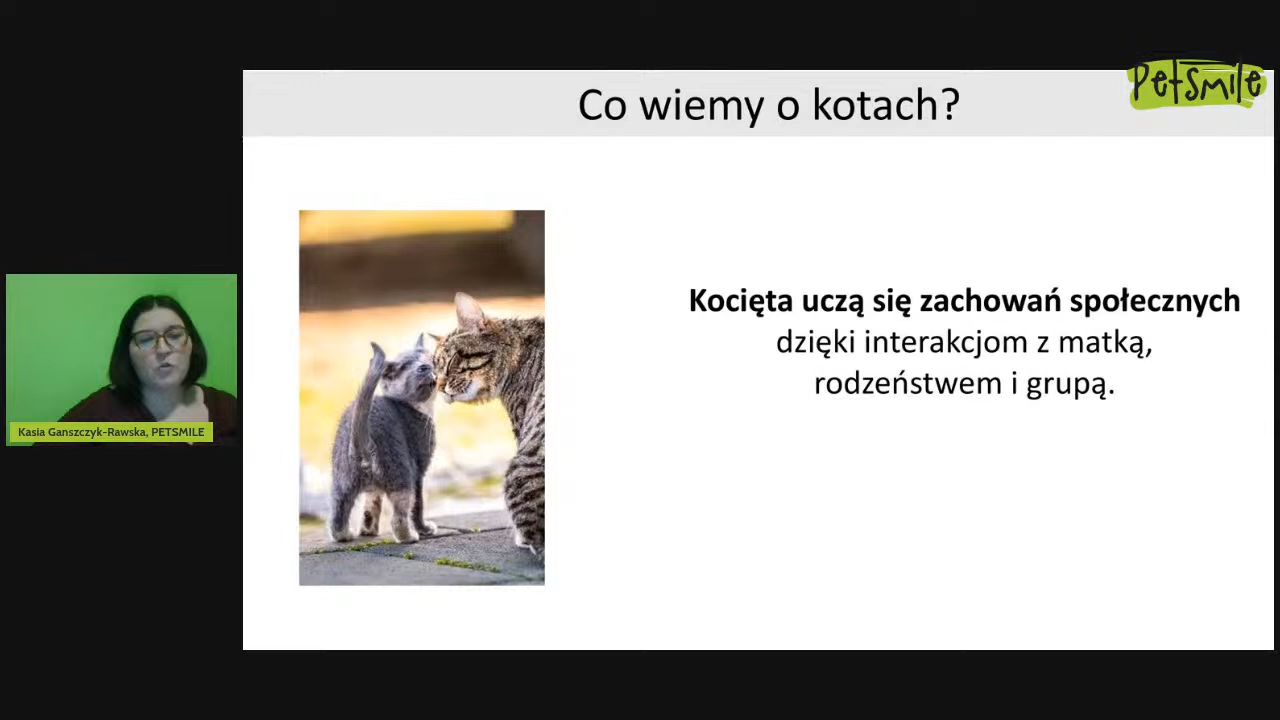 PetSmile
Co wiemy o kotach?
Kocięta uczą się zachowań społecznych
dzięki interakcjom z matką,
rodzeństwem i grupą.
Kasia Ganszczyk-Rawska, PETSMILE